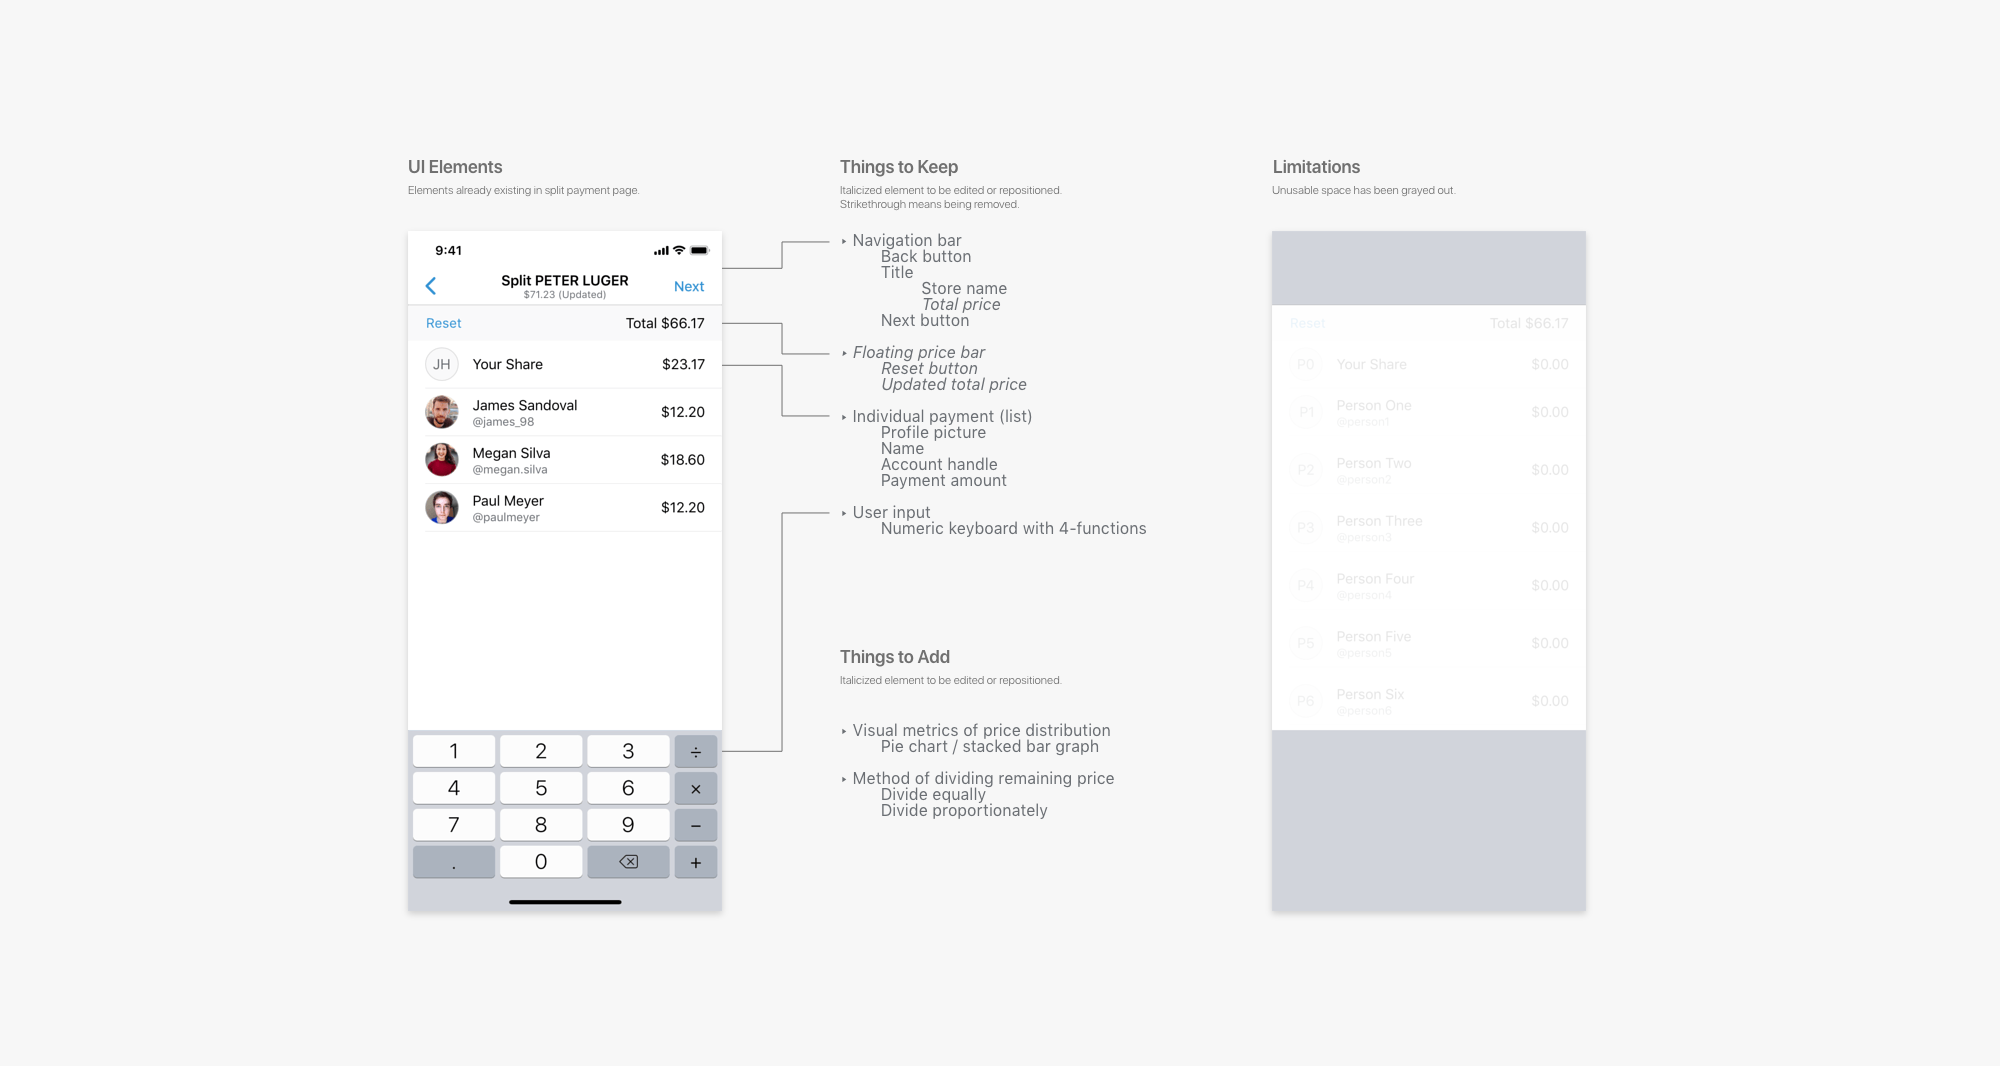 UI Elements
Elements already existing in split payment page.
9:41
Split PETER LUGER
$71.23 (Updated)
Next
Reset
Total $66.17
JH
Your Share
$23.17
James Sandoval
@james_98
$12.20
Megan Silva
@megan.silva
$18.60
Paul Meyer
@paulmeyer
$12.20
1 2 3 ÷
4 5 6 ×
7 8 9 −
. 0 +
Things to Keep
Italicized element to be edited or repositioned.
Strikethrough means being removed.
‣ Navigation bar
Back button
Title
Store name
Total price
Next button
‣ Floating price bar
Reset button
Updated total price
‣ Individual payment (list)
Profile picture
Name
Account handle
Payment amount
‣ User input
Numeric keyboard with 4-functions
Things to Add
Italicized element to be edited or repositioned.
‣ Visual metrics of price distribution
Pie chart / stacked bar graph
‣ Method of dividing remaining price
Divide equally
Divide proportionately
Limitations
Unusable space has been grayed out.
Reset
Total $66.17
P0
Your Share
$0.00
P1
Person One
@person1
$0.00
P2
Person Two
@person2
$0.00
P3
Person Three
@person3
$0.00
P4
Person Four
@person4
$0.00
P5
Person Five
@person5
$0.00
P6
Person Six
@person6
$0.00